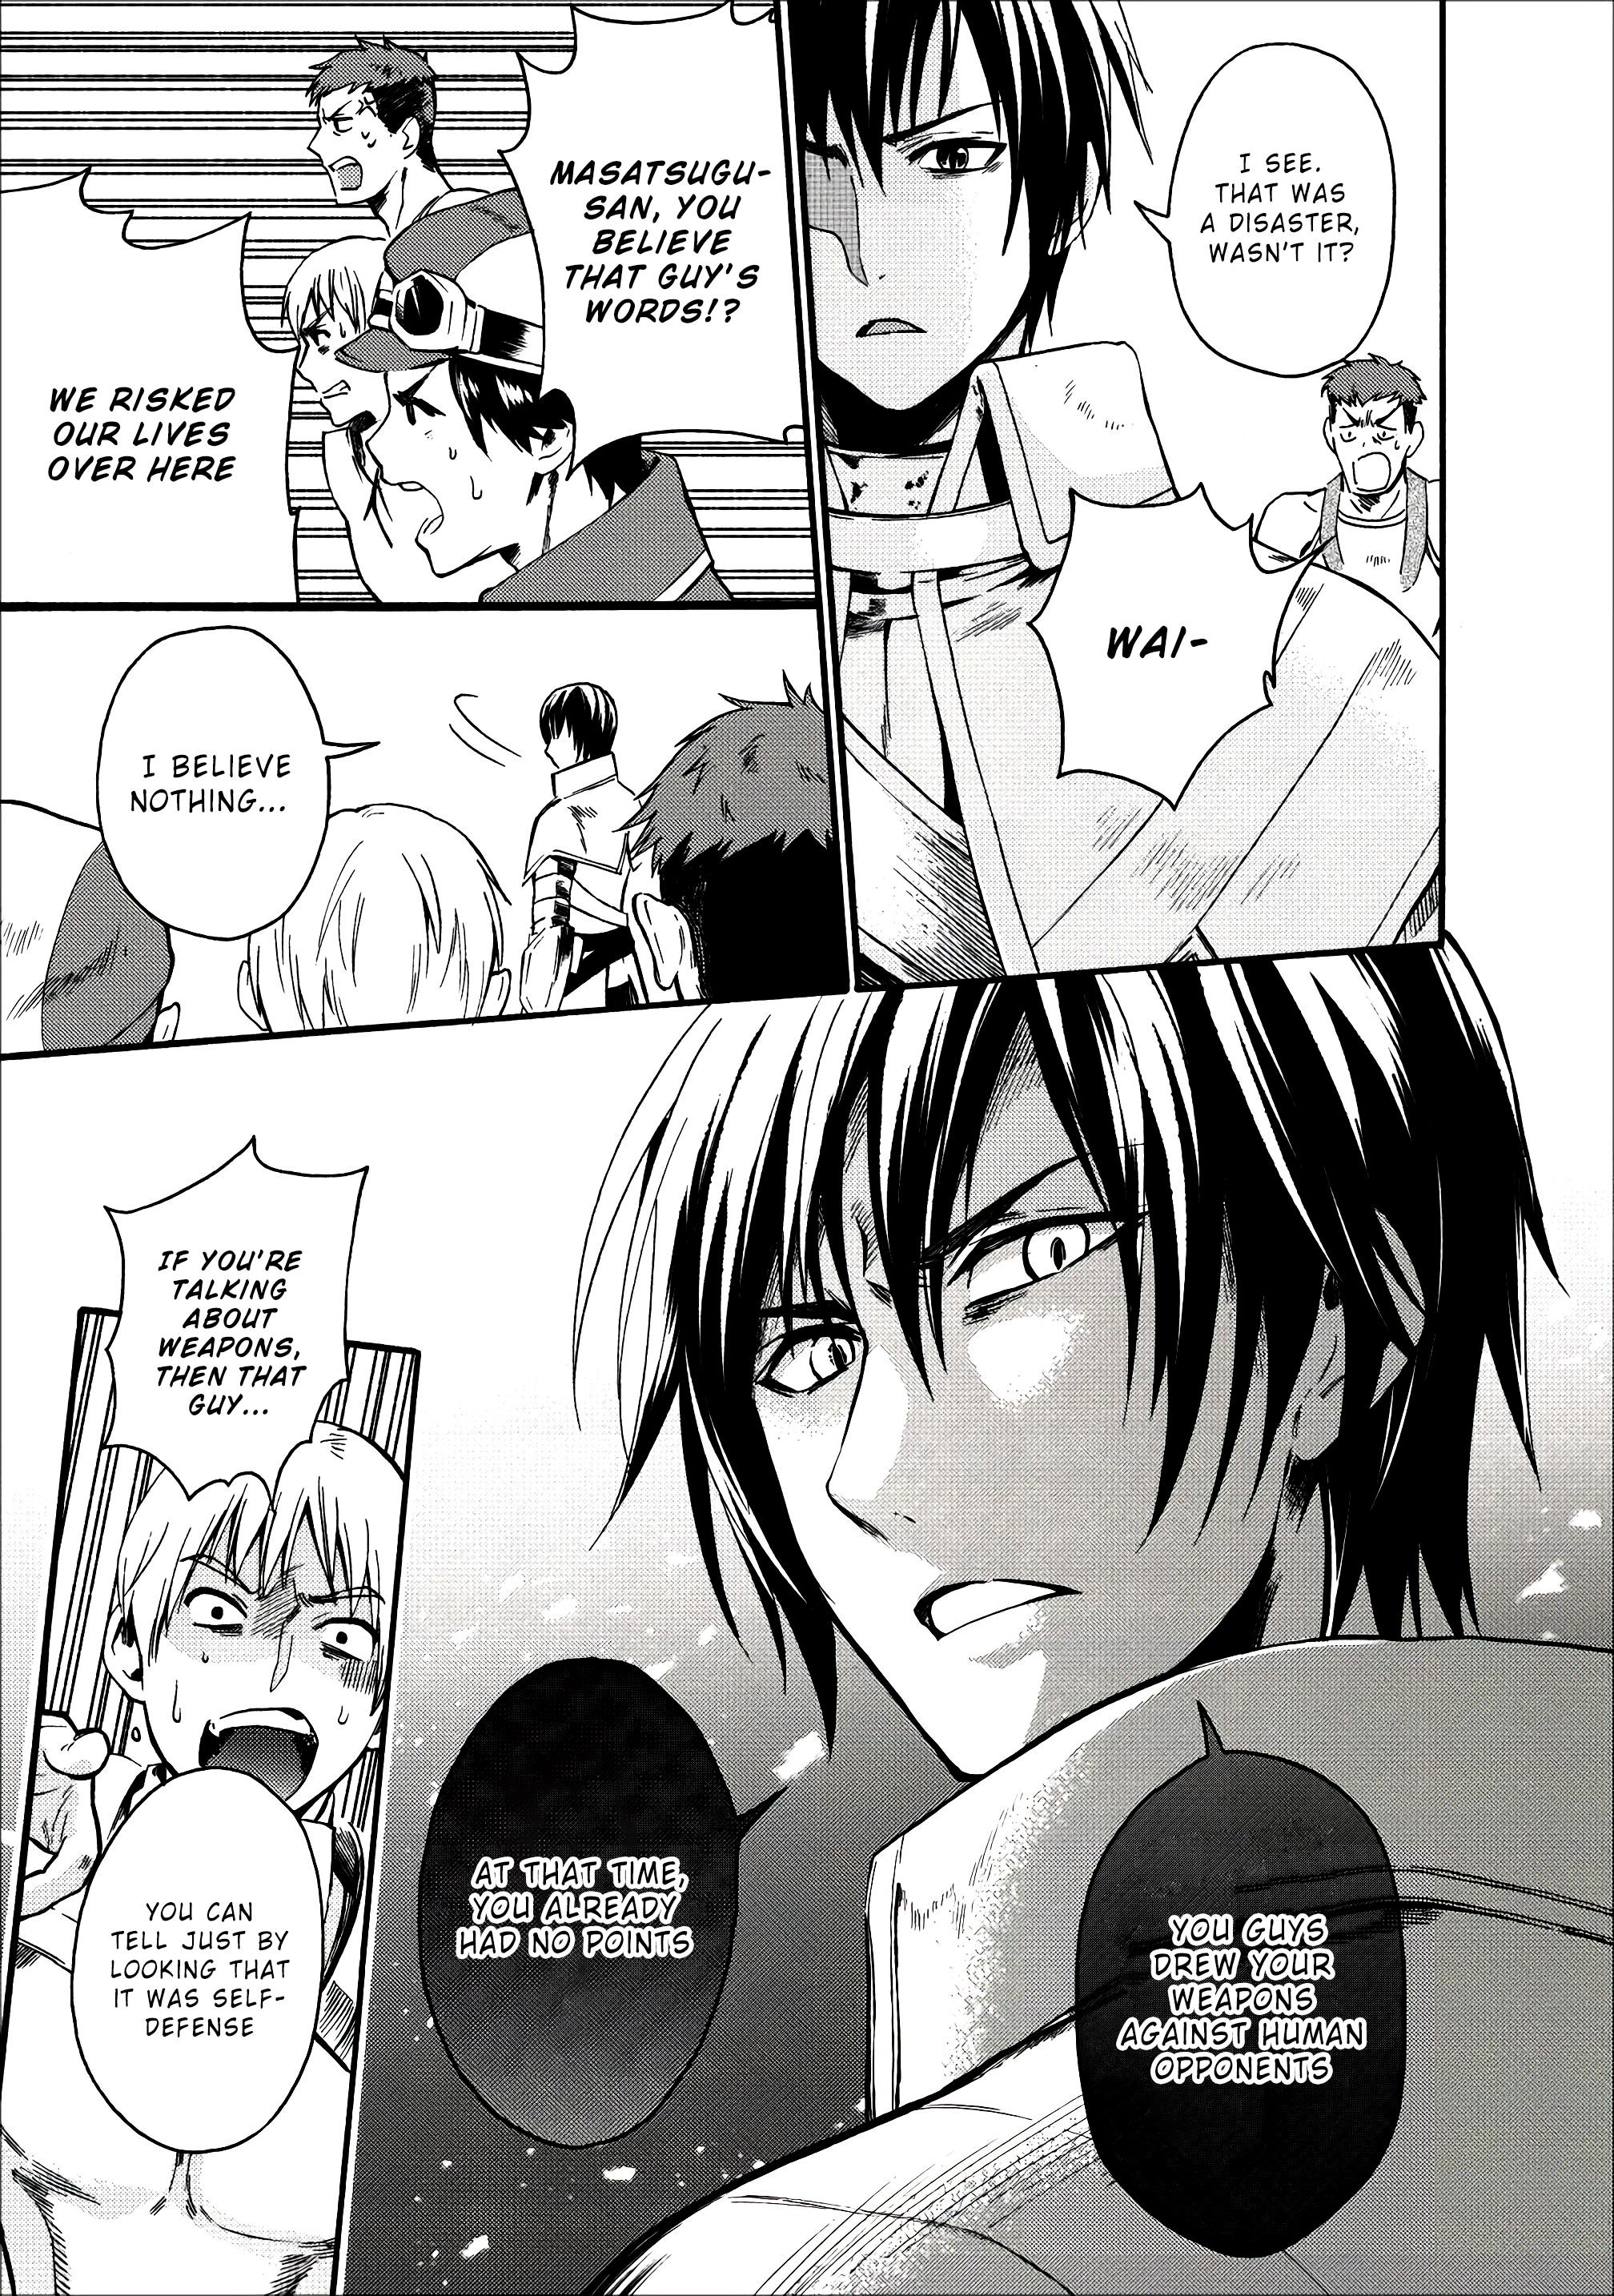 I SEE.
THAT WAS
A DISASTER,
WASN'T IT?
WAI-
MASATSUGU-
SAN, YOU
BELIEVE
THAT GUY'S
WORDS!?
WE RISKED
OUR LIVES
OVER HERE
I BELIEVE
NOTHING...
YOU GUYS
DREW YOUR
WEAPONS
AGAINST HUMAN
OPPONENTS
AT THAT TIME,
YOU ALREADY
HAD NO POINTS
IF YOU'RE
TALKING
ABOUT
WEAPONS,
THEN THAT
GUY...
YOU CAN
TELL JUST BY
LOOKING THAT
IT WAS SELF-
DEFENSE